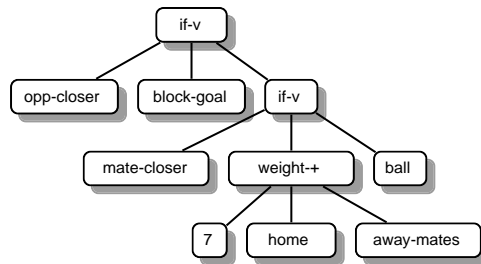 if-v
opp-closer block-goal if-v
mate-closer weight-+ ball
7 home away-mates